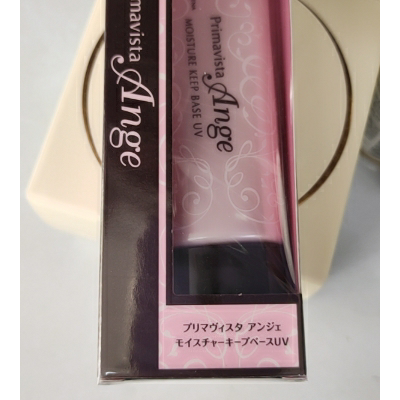 Primavista
Ange
MOISTURE KEEP BASE UV
mavista
Ange
プリマヴィスタ アンジェ
モイスチャーキープベースUV